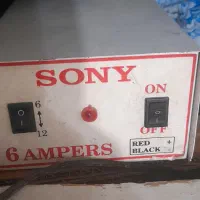 SONY
ON
6
12
OFF
6 AMPERS
RED +
BLACK -